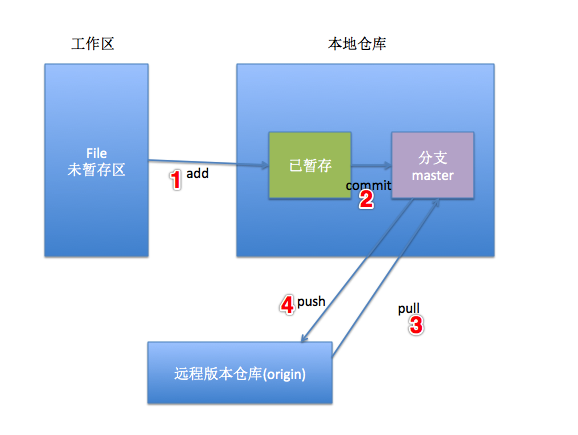 工作区
本地仓库
File
未暂存区
已暂存
分支
master
1 add
commit
2
4 push
pull
3
远程版本仓库(origin)